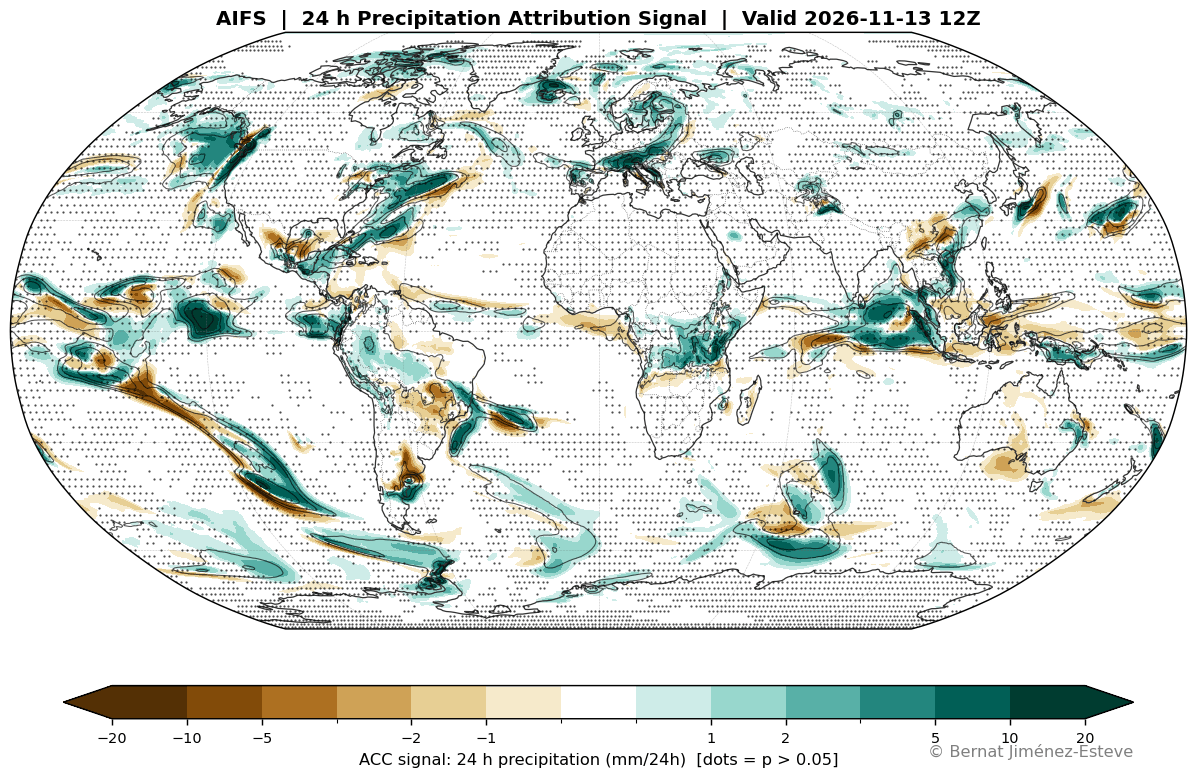 AIFS | 24 h Precipitation Attribution Signal | Valid 2026-11-13 12Z
−20 −10 −5 −2 −1 1 2 5 10 20
© Bernat Jiménez-Esteve
ACC signal: 24 h precipitation (mm/24h) [dots = p > 0.05]